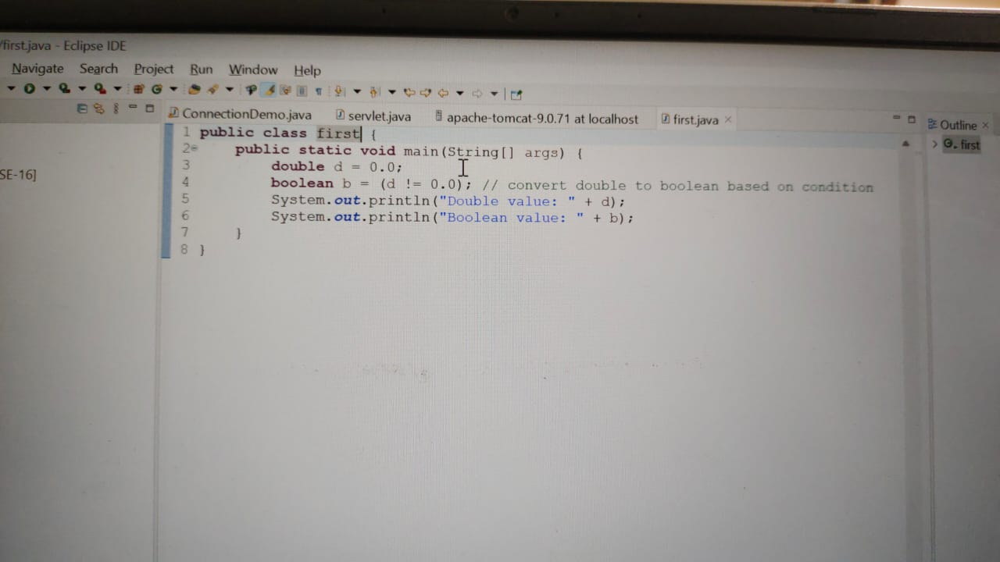 /first.java - Eclipse IDE
Navigate Search Project Run Window Help
ConnectionDemo.java servlet.java apache-tomcat-9.0.71 at localhost first.java Outline
first
SE-16]
1 public class first {
2 public static void main(String[] args) {
3 double d = 0.0;
4 boolean b = (d != 0.0); // convert double to boolean based on condition
5 System.out.println("Double value: " + d);
6 System.out.println("Boolean value: " + b);
7 }
8 }